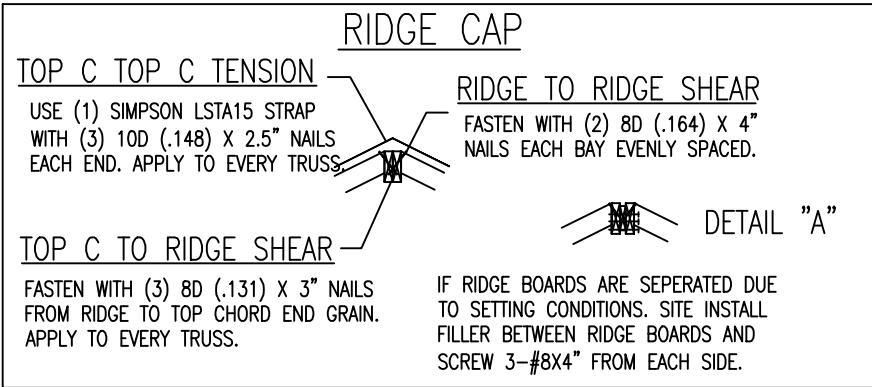 RIDGE CAP
TOP C TOP C TENSION
USE (1) SIMPSON LSTA15 STRAP
WITH (3) 10D (.148) X 2.5" NAILS
EACH END. APPLY TO EVERY TRUSS.
RIDGE TO RIDGE SHEAR
FASTEN WITH (2) 8D (.164) X 4"
NAILS EACH BAY EVENLY SPACED.
TOP C TO RIDGE SHEAR
FASTEN WITH (3) 8D (.131) X 3" NAILS
FROM RIDGE TO TOP CHORD END GRAIN.
APPLY TO EVERY TRUSS.
DETAIL "A"
IF RIDGE BOARDS ARE SEPERATED DUE
TO SETTING CONDITIONS. SITE INSTALL
FILLER BETWEEN RIDGE BOARDS AND
SCREW 3-#8X4" FROM EACH SIDE.